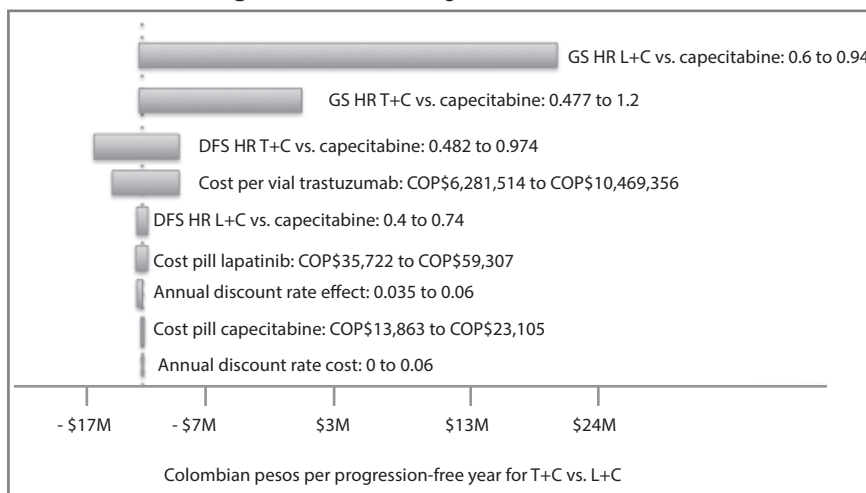 GS HR L+C vs. capecitabine: 0.6 to 0.94
GS HR T+C vs. capecitabine: 0.477 to 1.2
DFS HR T+C vs. capecitabine: 0.482 to 0.974
Cost per vial trastuzumab: COP$6,281,514 to COP$10,469,356
DFS HR L+C vs. capecitabine: 0.4 to 0.74
Cost pill lapatinib: COP$35,722 to COP$59,307
Annual discount rate effect: 0.035 to 0.06
Cost pill capecitabine: COP$13,863 to COP$23,105
Annual discount rate cost: 0 to 0.06
- $17M - $7M $3M $13M $24M
Colombian pesos per progression-free year for T+C vs. L+C